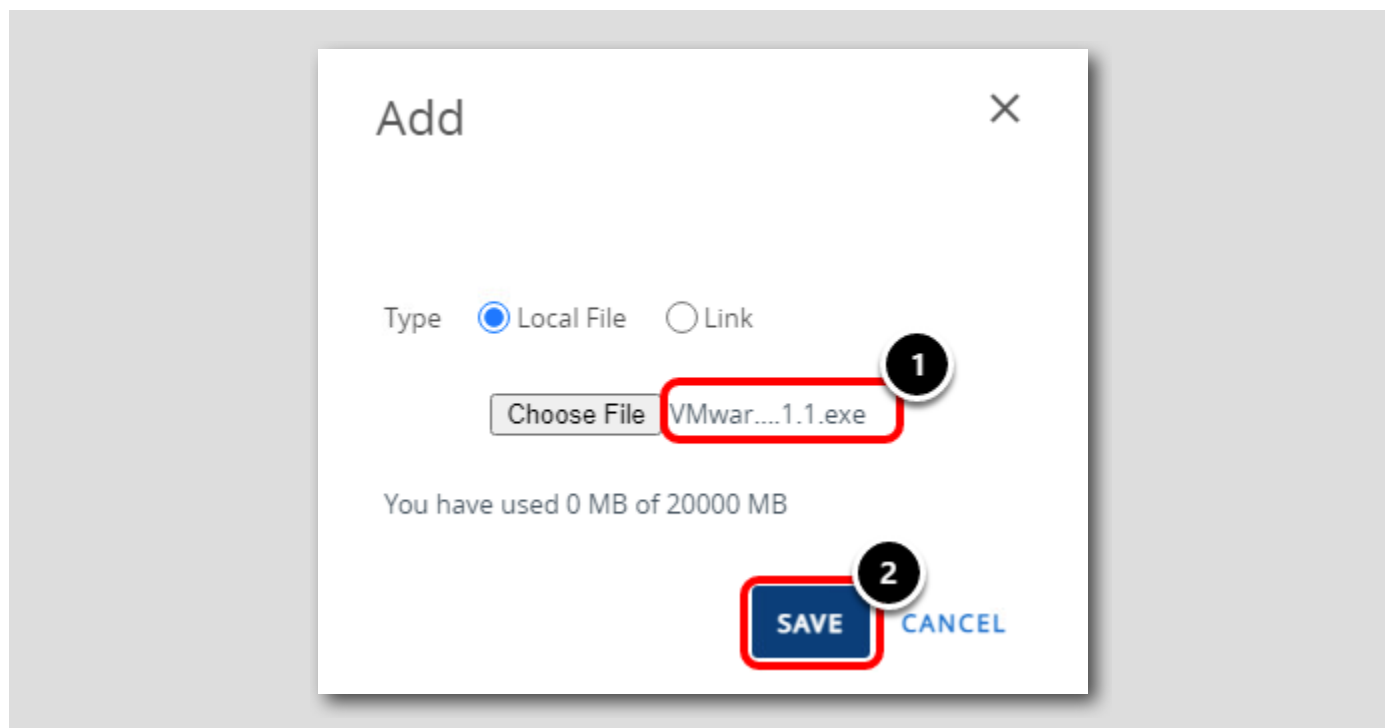 Add
Type Local File Link
1
Choose File VMwar....1.1.exe
You have used 0 MB of 20000 MB
2
SAVE CANCEL